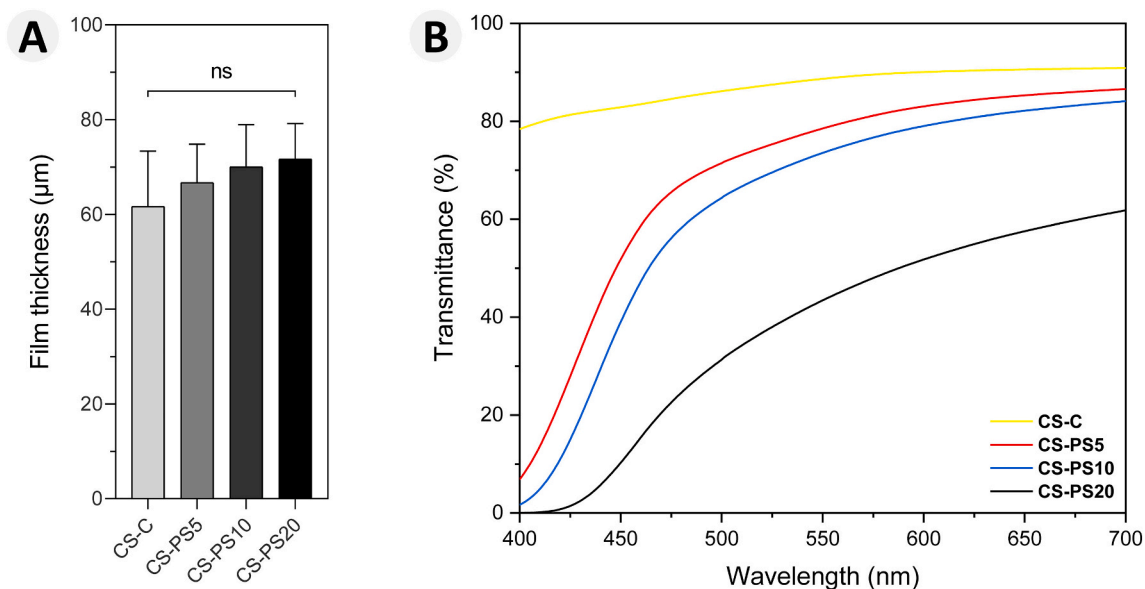 A
Film thickness (µm)
100
80
60
40
20
0
ns
CS-C
CS-PS5
CS-PS10
CS-PS20
B
Transmittance (%)
100
80
60
40
20
0
400
450
500
550
600
650
700
Wavelength (nm)
CS-C
CS-PS5
CS-PS10
CS-PS20